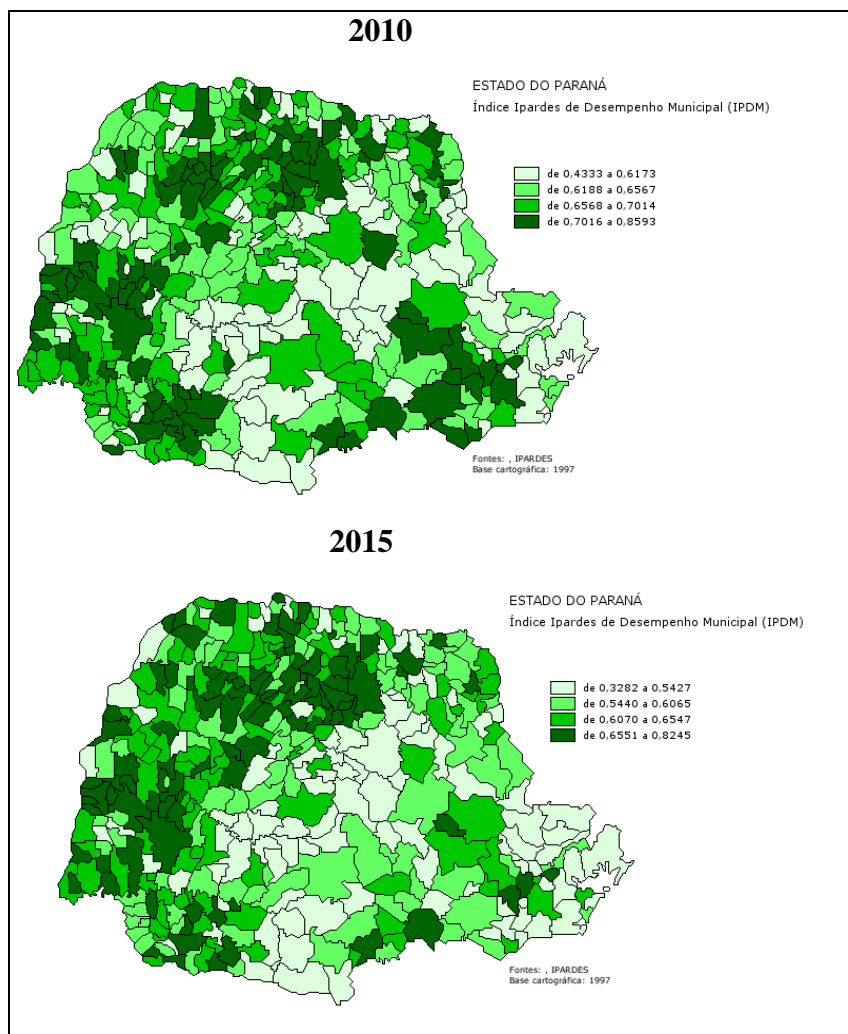 2010
ESTADO DO PARANÁ
Índice Ipardes de Desempenho Municipal (IPDM)
de 0,4333 a 0,6173
de 0,6188 a 0,6567
de 0,6568 a 0,7014
de 0,7016 a 0,8593
Fontes: , IPARDES
Base cartográfica: 1997
2015
ESTADO DO PARANÁ
Índice Ipardes de Desempenho Municipal (IPDM)
de 0,3282 a 0,5427
de 0,5440 a 0,6065
de 0,6070 a 0,6547
de 0,6551 a 0,8245
Fontes: , IPARDES
Base cartográfica: 1997